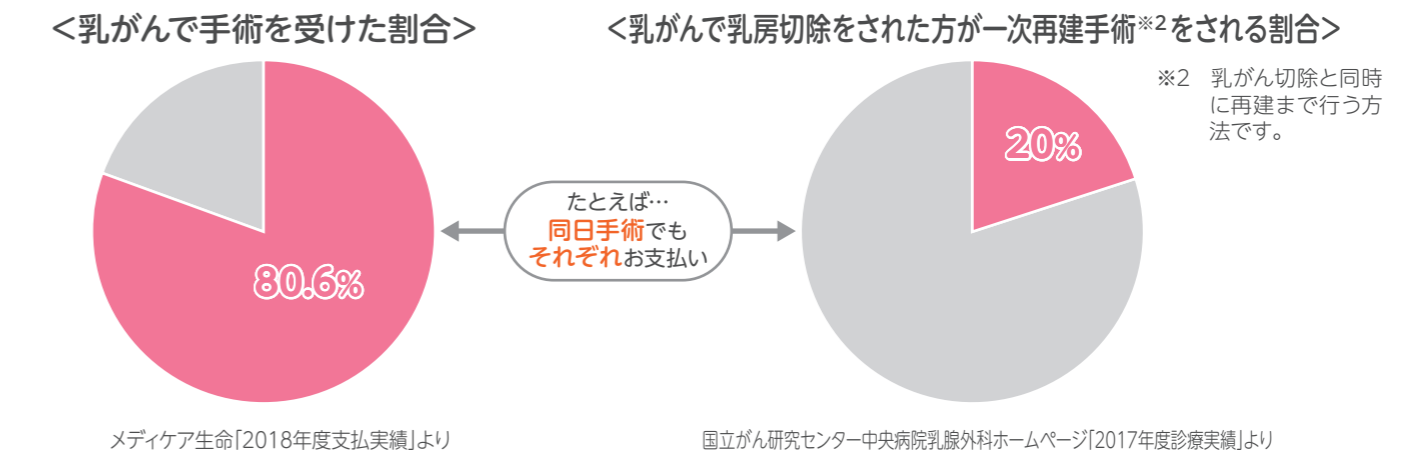 ＜乳がんで手術を受けた割合＞
＜乳がんで乳房切除をされた方が一次再建手術※2をされる割合＞
※2 乳がん切除と同時
に再建まで行う方
法です。
20%
たとえば…
同日手術でも
それぞれお支払い
80.6%
メディケア生命「2018年度支払実績」より
国立がん研究センター中央病院乳腺外科ホームページ「2017年度診療実績」より